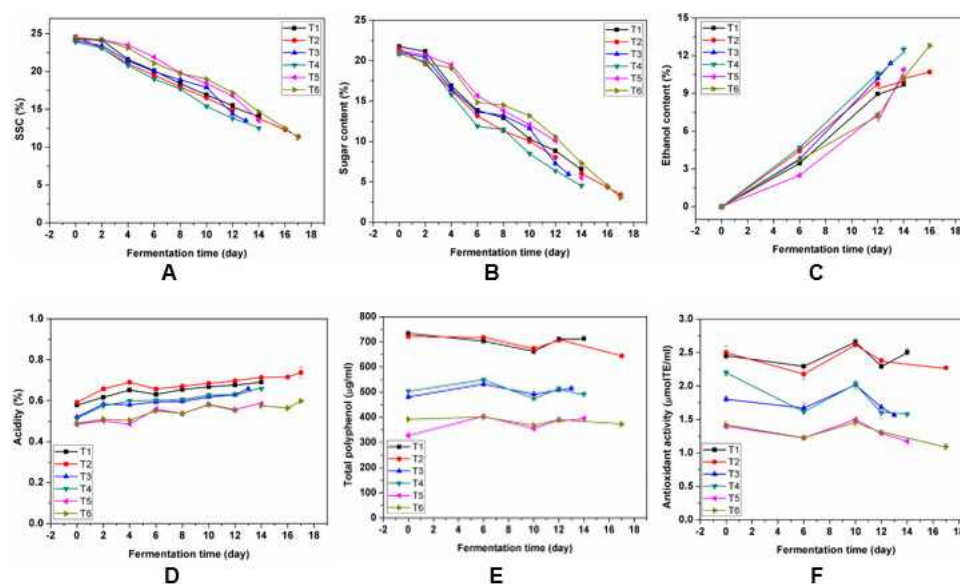 25
20
15
10
5
0
SSC (%)
T1
T2
T3
T4
T5
T6
-2 0 2 4 6 8 10 12 14 16 18
Fermentation time (day)
A
25
20
15
10
5
0
Sugar content (%)
T1
T2
T3
T4
T5
T6
-2 0 2 4 6 8 10 12 14 16 18
Fermentation time (day)
B
15
12
9
6
3
0
Ethanol content (%)
T1
T2
T3
T4
T5
T6
-2 0 2 4 6 8 10 12 14 16 18
Fermentation time (day)
C
1.0
0.8
0.6
0.4
0.2
0.0
Acidity (%)
T1
T2
T3
T4
T5
T6
-2 0 2 4 6 8 10 12 14 16 18
Fermentation time (day)
D
800
700
600
500
400
300
200
100
0
Total polyphenol (µg/ml)
T1
T2
T3
T4
T5
T6
-2 0 2 4 6 8 10 12 14 16 18
Fermentation time (day)
E
3.0
2.5
2.0
1.5
1.0
0.5
0.0
Antioxidant activity (µmolTE/ml)
T1
T2
T3
T4
T5
T6
-2 0 2 4 6 8 10 12 14 16 18
Fermentation time (day)
F